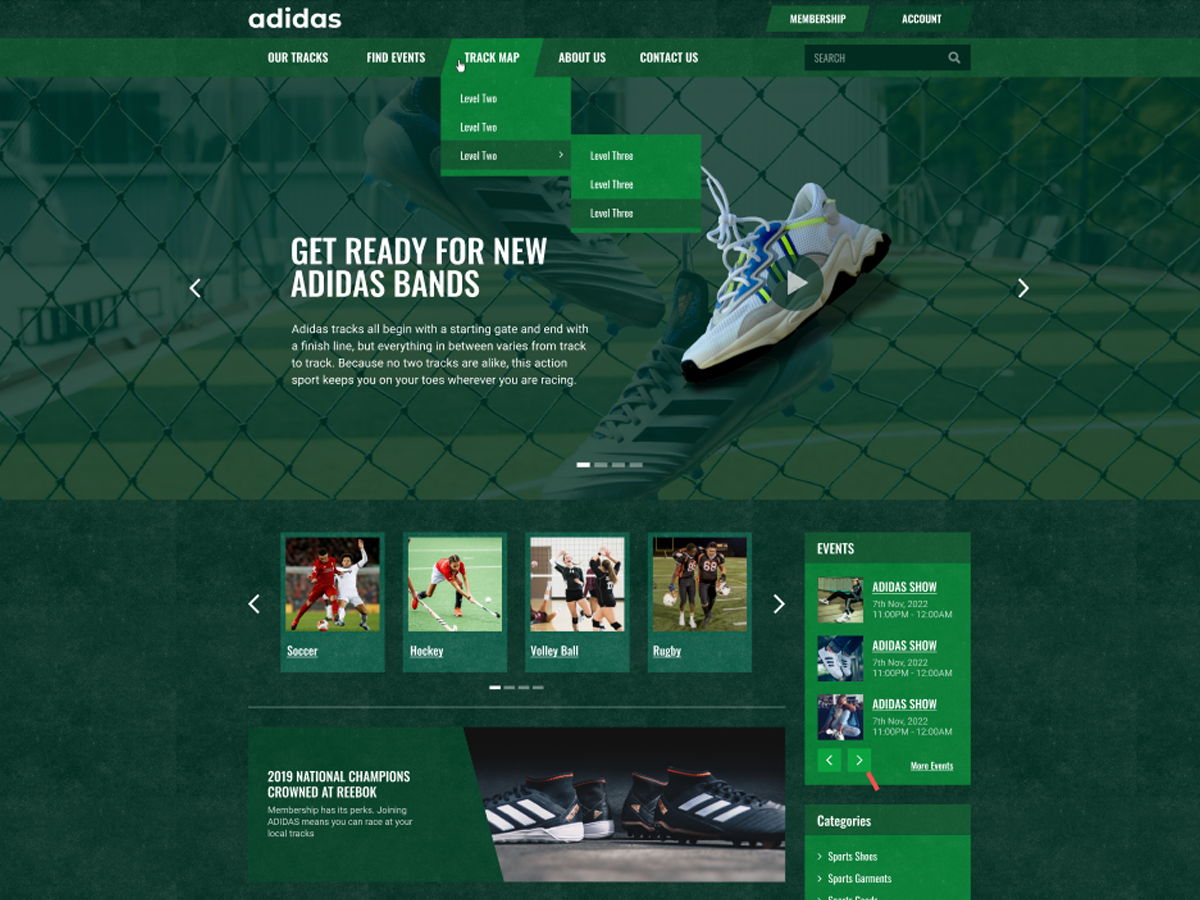 adidas
MEMBERSHIP
ACCOUNT
OUR TRACKS
FIND EVENTS
TRACK MAP
ABOUT US
CONTACT US
SEARCH
Level Two
Level Two
Level Two
Level Three
Level Three
Level Three
GET READY FOR NEW
ADIDAS BANDS
Adidas tracks all begin with a starting gate and end with
a finish line, but everything in between varies from track
to track. Because no two tracks are alike, this action
sport keeps you on your toes wherever you are racing.
Soccer
Hockey
Volley Ball
68
Rugby
EVENTS
ADIDAS SHOW
7th Nov, 2022
11:00PM - 12:00AM
ADIDAS SHOW
7th Nov, 2022
11:00PM - 12:00AM
ADIDAS SHOW
7th Nov, 2022
11:00PM - 12:00AM
More Events
2019 NATIONAL CHAMPIONS
CROWNED AT REEBOK
Membership has its perks. Joining
ADIDAS means you can race at your
local tracks
Categories
Sports Shoes
Sports Garments
Sports Goods